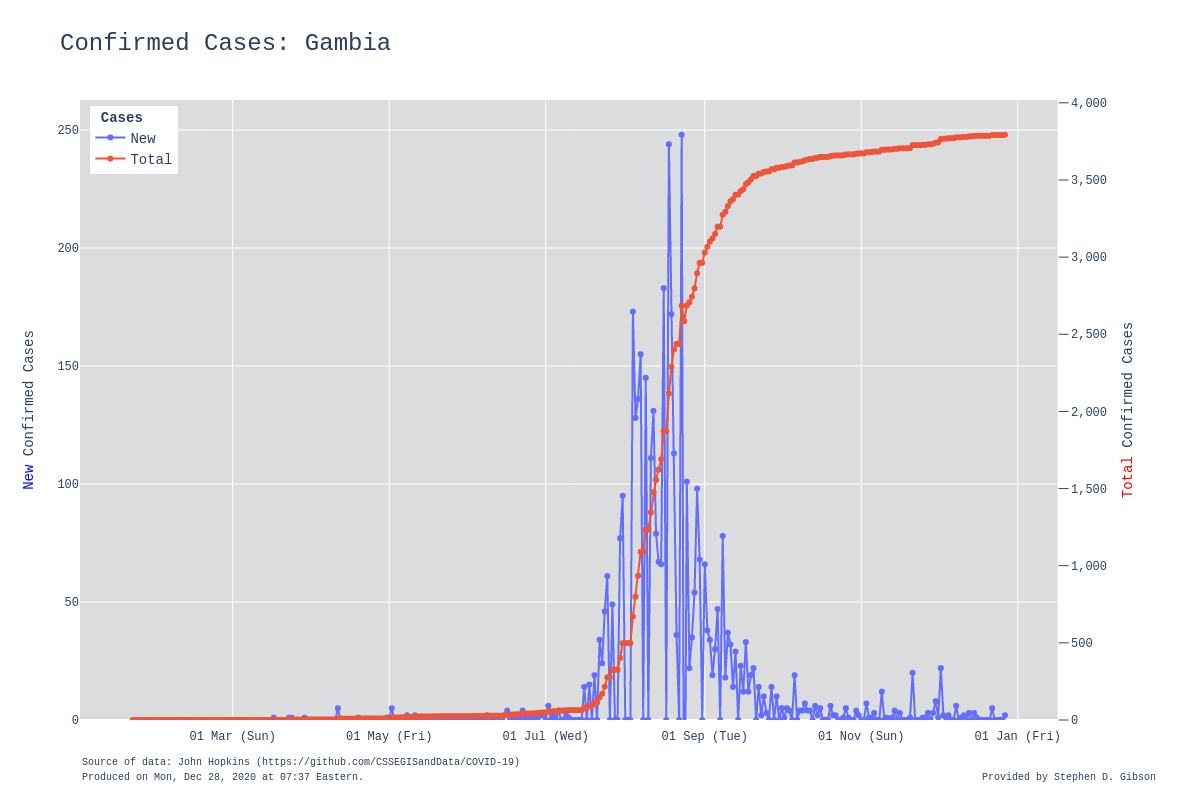 Confirmed Cases: Gambia
Cases
New
Total
250
200
150
100
50
0
4,000
3,500
3,000
2,500
2,000
1,500
1,000
500
0
New Confirmed Cases
Total Confirmed Cases
01 Mar (Sun) 01 May (Fri) 01 Jul (Wed) 01 Sep (Tue) 01 Nov (Sun) 01 Jan (Fri)
Source of data: John Hopkins (https://github.com/CSSEGISandData/COVID-19)
Produced on Mon, Dec 28, 2020 at 07:37 Eastern.
Provided by Stephen D. Gibson